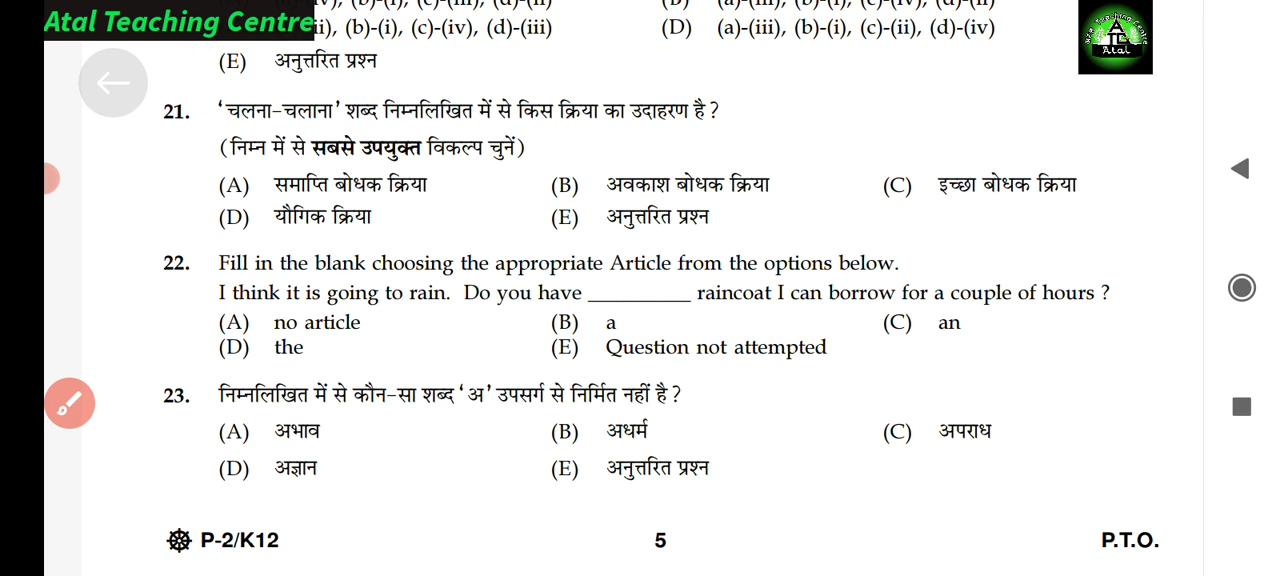 Atal Teaching Centre
ii), (b)-(i), (c)-(iv), (d)-(iii) (D) (a)-(iii), (b)-(i), (c)-(ii), (d)-(iv)
(E) अनुत्तरित प्रश्न
21. 'चलना-चलाना' शब्द निम्नलिखित में से किस क्रिया का उदाहरण है ?
(निम्न में से सबसे उपयुक्त विकल्प चुनें)
(A) समाप्ति बोधक क्रिया (B) अवकाश बोधक क्रिया (C) इच्छा बोधक क्रिया
(D) यौगिक क्रिया (E) अनुत्तरित प्रश्न
22. Fill in the blank choosing the appropriate Article from the options below.
I think it is going to rain. Do you have _________ raincoat I can borrow for a couple of hours ?
(A) no article (B) a (C) an
(D) the (E) Question not attempted
23. निम्नलिखित में से कौन-सा शब्द 'अ' उपसर्ग से निर्मित नहीं है ?
(A) अभाव (B) अधर्म (C) अपराध
(D) अज्ञान (E) अनुत्तरित प्रश्न
P-2/K12 5 P.T.O.